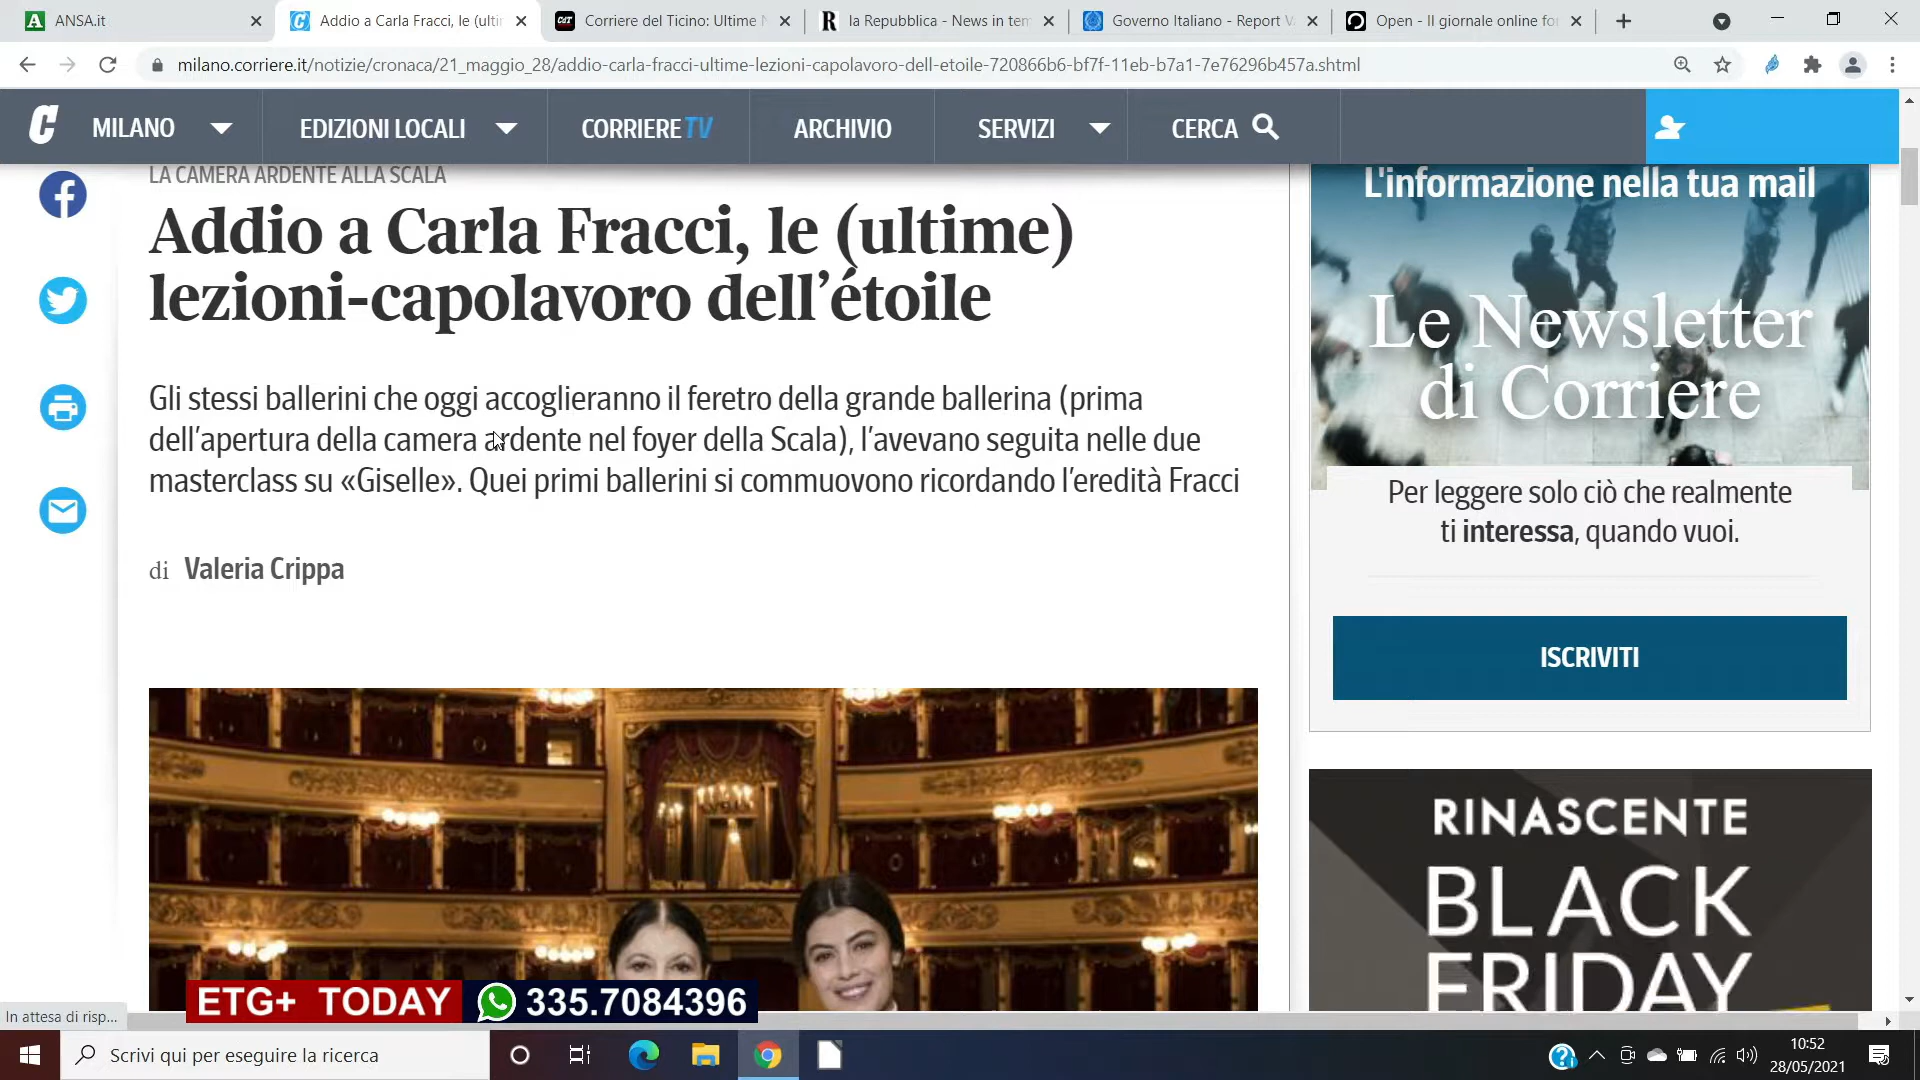 ANSA.it
Addio a Carla Fracci, le (ulti
Corriere del Ticino: Ultime N
la Repubblica - News in tem
Governo Italiano - Report Va
Open - Il giornale online fo
milano.corriere.it/notizie/cronaca/21_maggio_28/addio-carla-fracci-ultime-lezioni-capolavoro-dell-etoile-720866b6-bf7f-11eb-b7a1-7e76296b457a.shtml
C MILANO
EDIZIONI LOCALI
CORRIERE TV
ARCHIVIO
SERVIZI
CERCA
LA CAMERA ARDENTE ALLA SCALA
Addio a Carla Fracci, le (ultime)
lezioni-capolavoro dell’étoile
Gli stessi ballerini che oggi accoglieranno il feretro della grande ballerina (prima
dell’apertura della camera ardente nel foyer della Scala), l’avevano seguita nelle due
masterclass su «Giselle». Quei primi ballerini si commuovono ricordando l’eredità Fracci
di Valeria Crippa
L'informazione nella tua mail
Le Newsletter
di Corriere
Per leggere solo ciò che realmente
ti interessa, quando vuoi.
ISCRIVITI
RINASCENTE
BLACK
FRIDAY
ETG+ TODAY 335.7084396
In attesa di risp...
Scrivi qui per eseguire la ricerca
10:52
28/05/2021